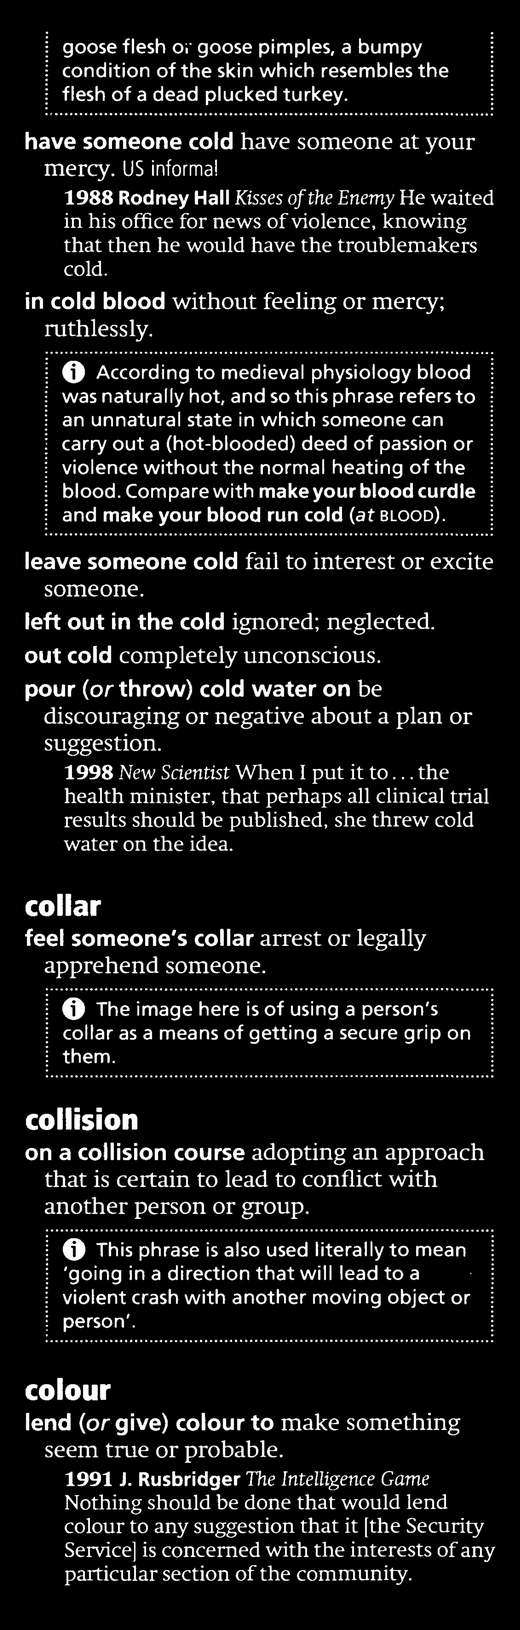 goose flesh or goose pimples, a bumpy
condition of the skin which resembles the
flesh of a dead plucked turkey.
have someone cold have someone at your
mercy. US informal
1988 Rodney Hall Kisses of the Enemy He waited
in his office for news of violence, knowing
that then he would have the troublemakers
cold.
in cold blood without feeling or mercy;
ruthlessly.
According to medieval physiology blood
was naturally hot, and so this phrase refers to
an unnatural state in which someone can
carry out a (hot-blooded) deed of passion or
violence without the normal heating of the
blood. Compare with make your blood curdle
and make your blood run cold (at BLOOD).
leave someone cold fail to interest or excite
someone.
left out in the cold ignored; neglected.
out cold completely unconscious.
pour (or throw) cold water on be
discouraging or negative about a plan or
suggestion.
1998 New Scientist When I put it to...the
health minister, that perhaps all clinical trial
results should be published, she threw cold
water on the idea.
collar
feel someone's collar arrest or legally
apprehend someone.
The image here is of using a person's
collar as a means of getting a secure grip on
them.
collision
on a collision course adopting an approach
that is certain to lead to conflict with
another person or group.
This phrase is also used literally to mean
'going in a direction that will lead to a
violent crash with another moving object or
person'.
colour
lend (or give) colour to make something
seem true or probable.
1991 J. Rusbridger The Intelligence Game
Nothing should be done that would lend
colour to any suggestion that it [the Security
Service] is concerned with the interests of any
particular section of the community.